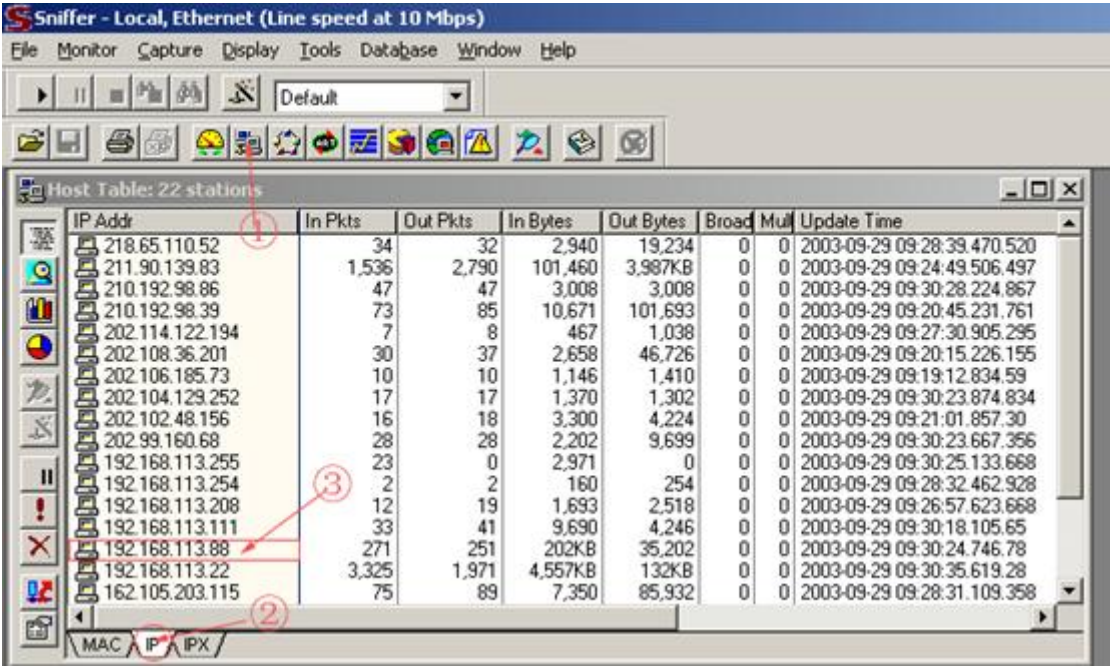 Sniffer - Local, Ethernet (Line speed at 10 Mbps)
File Monitor Capture Display Tools Database Window Help
Default
Host Table: 22 stations
IP Addr In Pkts Out Pkts In Bytes Out Bytes Broad Mult Update Time
①
218.65.110.52 34 32 2,940 19,234 0 0 2003-09-29 09:28:39.470.520
211.90.139.83 1,536 2,790 101,460 3,987KB 0 0 2003-09-29 09:24:49.506.497
210.192.98.86 47 47 3,008 3,008 0 0 2003-09-29 09:30:28.224.867
210.192.98.39 73 85 10,671 101,693 0 0 2003-09-29 09:20:45.231.761
202.114.122.194 7 8 467 1,038 0 0 2003-09-29 09:27:30.905.295
202.108.36.201 30 37 2,658 46,726 0 0 2003-09-29 09:20:15.226.155
202.106.185.73 10 10 1,146 1,410 0 0 2003-09-29 09:19:12.834.59
202.104.129.252 17 17 1,370 1,302 0 0 2003-09-29 09:30:23.874.834
202.102.48.156 16 18 3,300 4,224 0 0 2003-09-29 09:21:01.857.30
202.99.160.68 28 28 2,202 9,699 0 0 2003-09-29 09:30:23.667.356
192.168.113.255 23 0 2,971 0 0 0 2003-09-29 09:30:25.133.668
192.168.113.254 2 2 160 254 0 0 2003-09-29 09:28:32.462.928
③
192.168.113.208 12 19 1,693 2,518 0 0 2003-09-29 09:26:57.623.668
192.168.113.111 33 41 9,690 4,246 0 0 2003-09-29 09:30:18.105.65
192.168.113.88 271 251 202KB 35,202 0 0 2003-09-29 09:30:24.746.78
192.168.113.22 3,325 1,971 4,557KB 132KB 0 0 2003-09-29 09:30:35.619.28
162.105.203.115 75 89 7,350 85,932 0 0 2003-09-29 09:28:31.109.358
②
MAC IP IPX